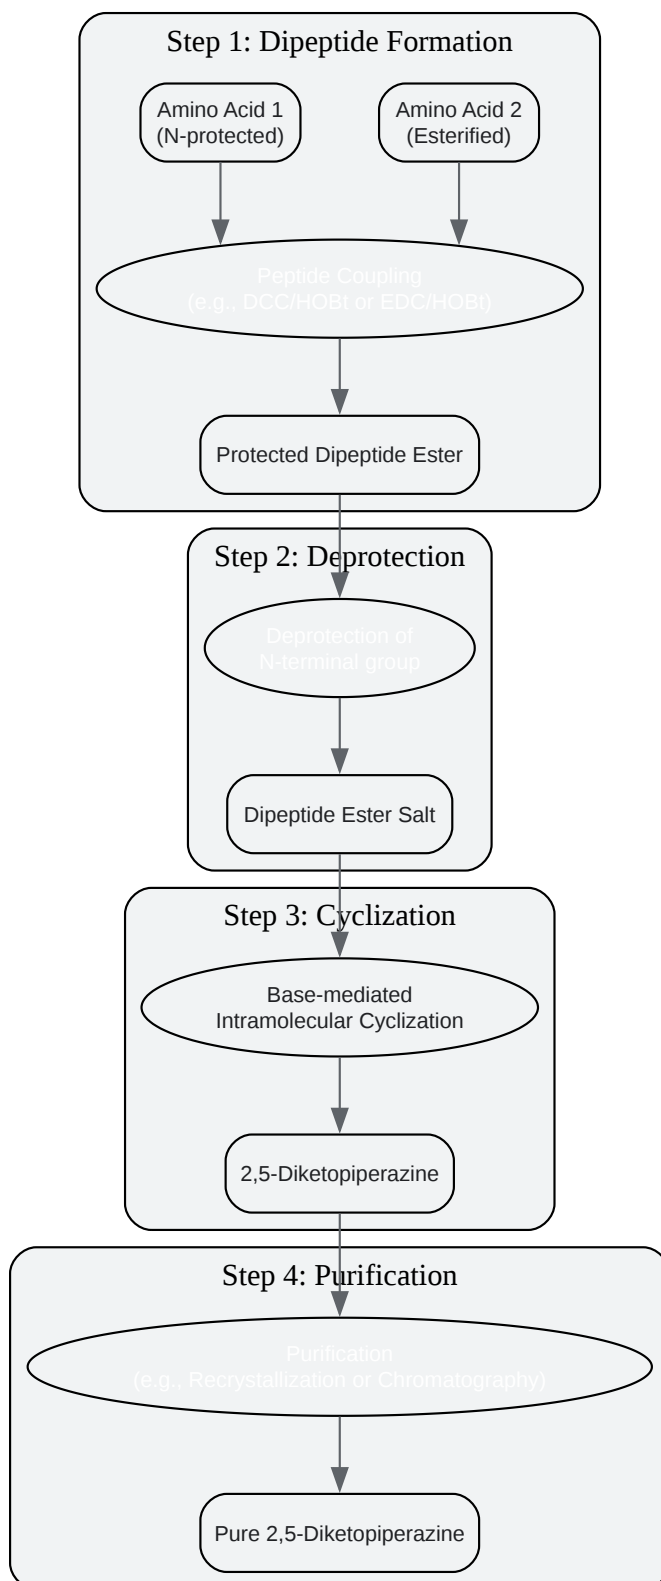 Step 1: Dipeptide Formation
Amino Acid 1
(N-protected)
Amino Acid 2
(Esterified)
Peptide Coupling
(e.g., DCC/HOBt or EDC/HOBt)
Protected Dipeptide Ester
Step 2: Deprotection
Deprotection of
N-terminal group
Dipeptide Ester Salt
Step 3: Cyclization
Base-mediated
Intramolecular Cyclization
2,5-Diketopiperazine
Step 4: Purification
Purification
(e.g., Recrystallization or Chromatography)
Pure 2,5-Diketopiperazine